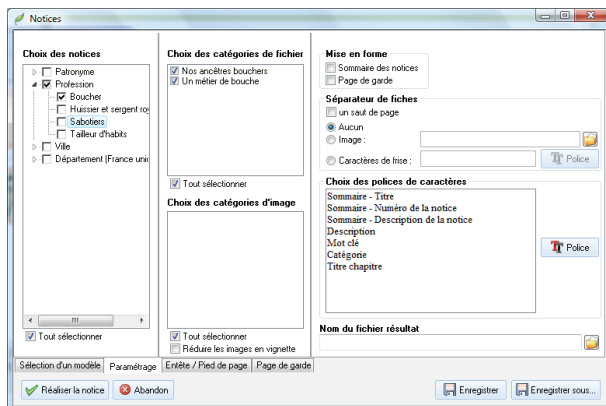 Notices
Choix des notices
Patronyme
Profession
Boucher
Huissier et sergent roy
Sabotiers
Tailleur d'habits
Ville
Département [France unic
Tout sélectionner
Choix des catégories de fichier
Nos ancêtres bouchers
Un métier de bouche
Tout sélectionner
Choix des catégories d'image
Tout sélectionner
Réduire les images en vignette
Mise en forme
Sommaire des notices
Page de garde
Séparateur de fiches
un saut de page
Aucun
Image :
Caractères de frise :
Police
Choix des polices de caractères
Sommaire - Titre
Sommaire - Numéro de la notice
Sommaire - Description de la notice
Description
Mot clé
Catégorie
Titre chapitre
Police
Nom du fichier résultat
Sélection d'un modèle Paramétrage Entête / Pied de page Page de garde
Réaliser la notice Abandon Enregistrer Enregistrer sous...